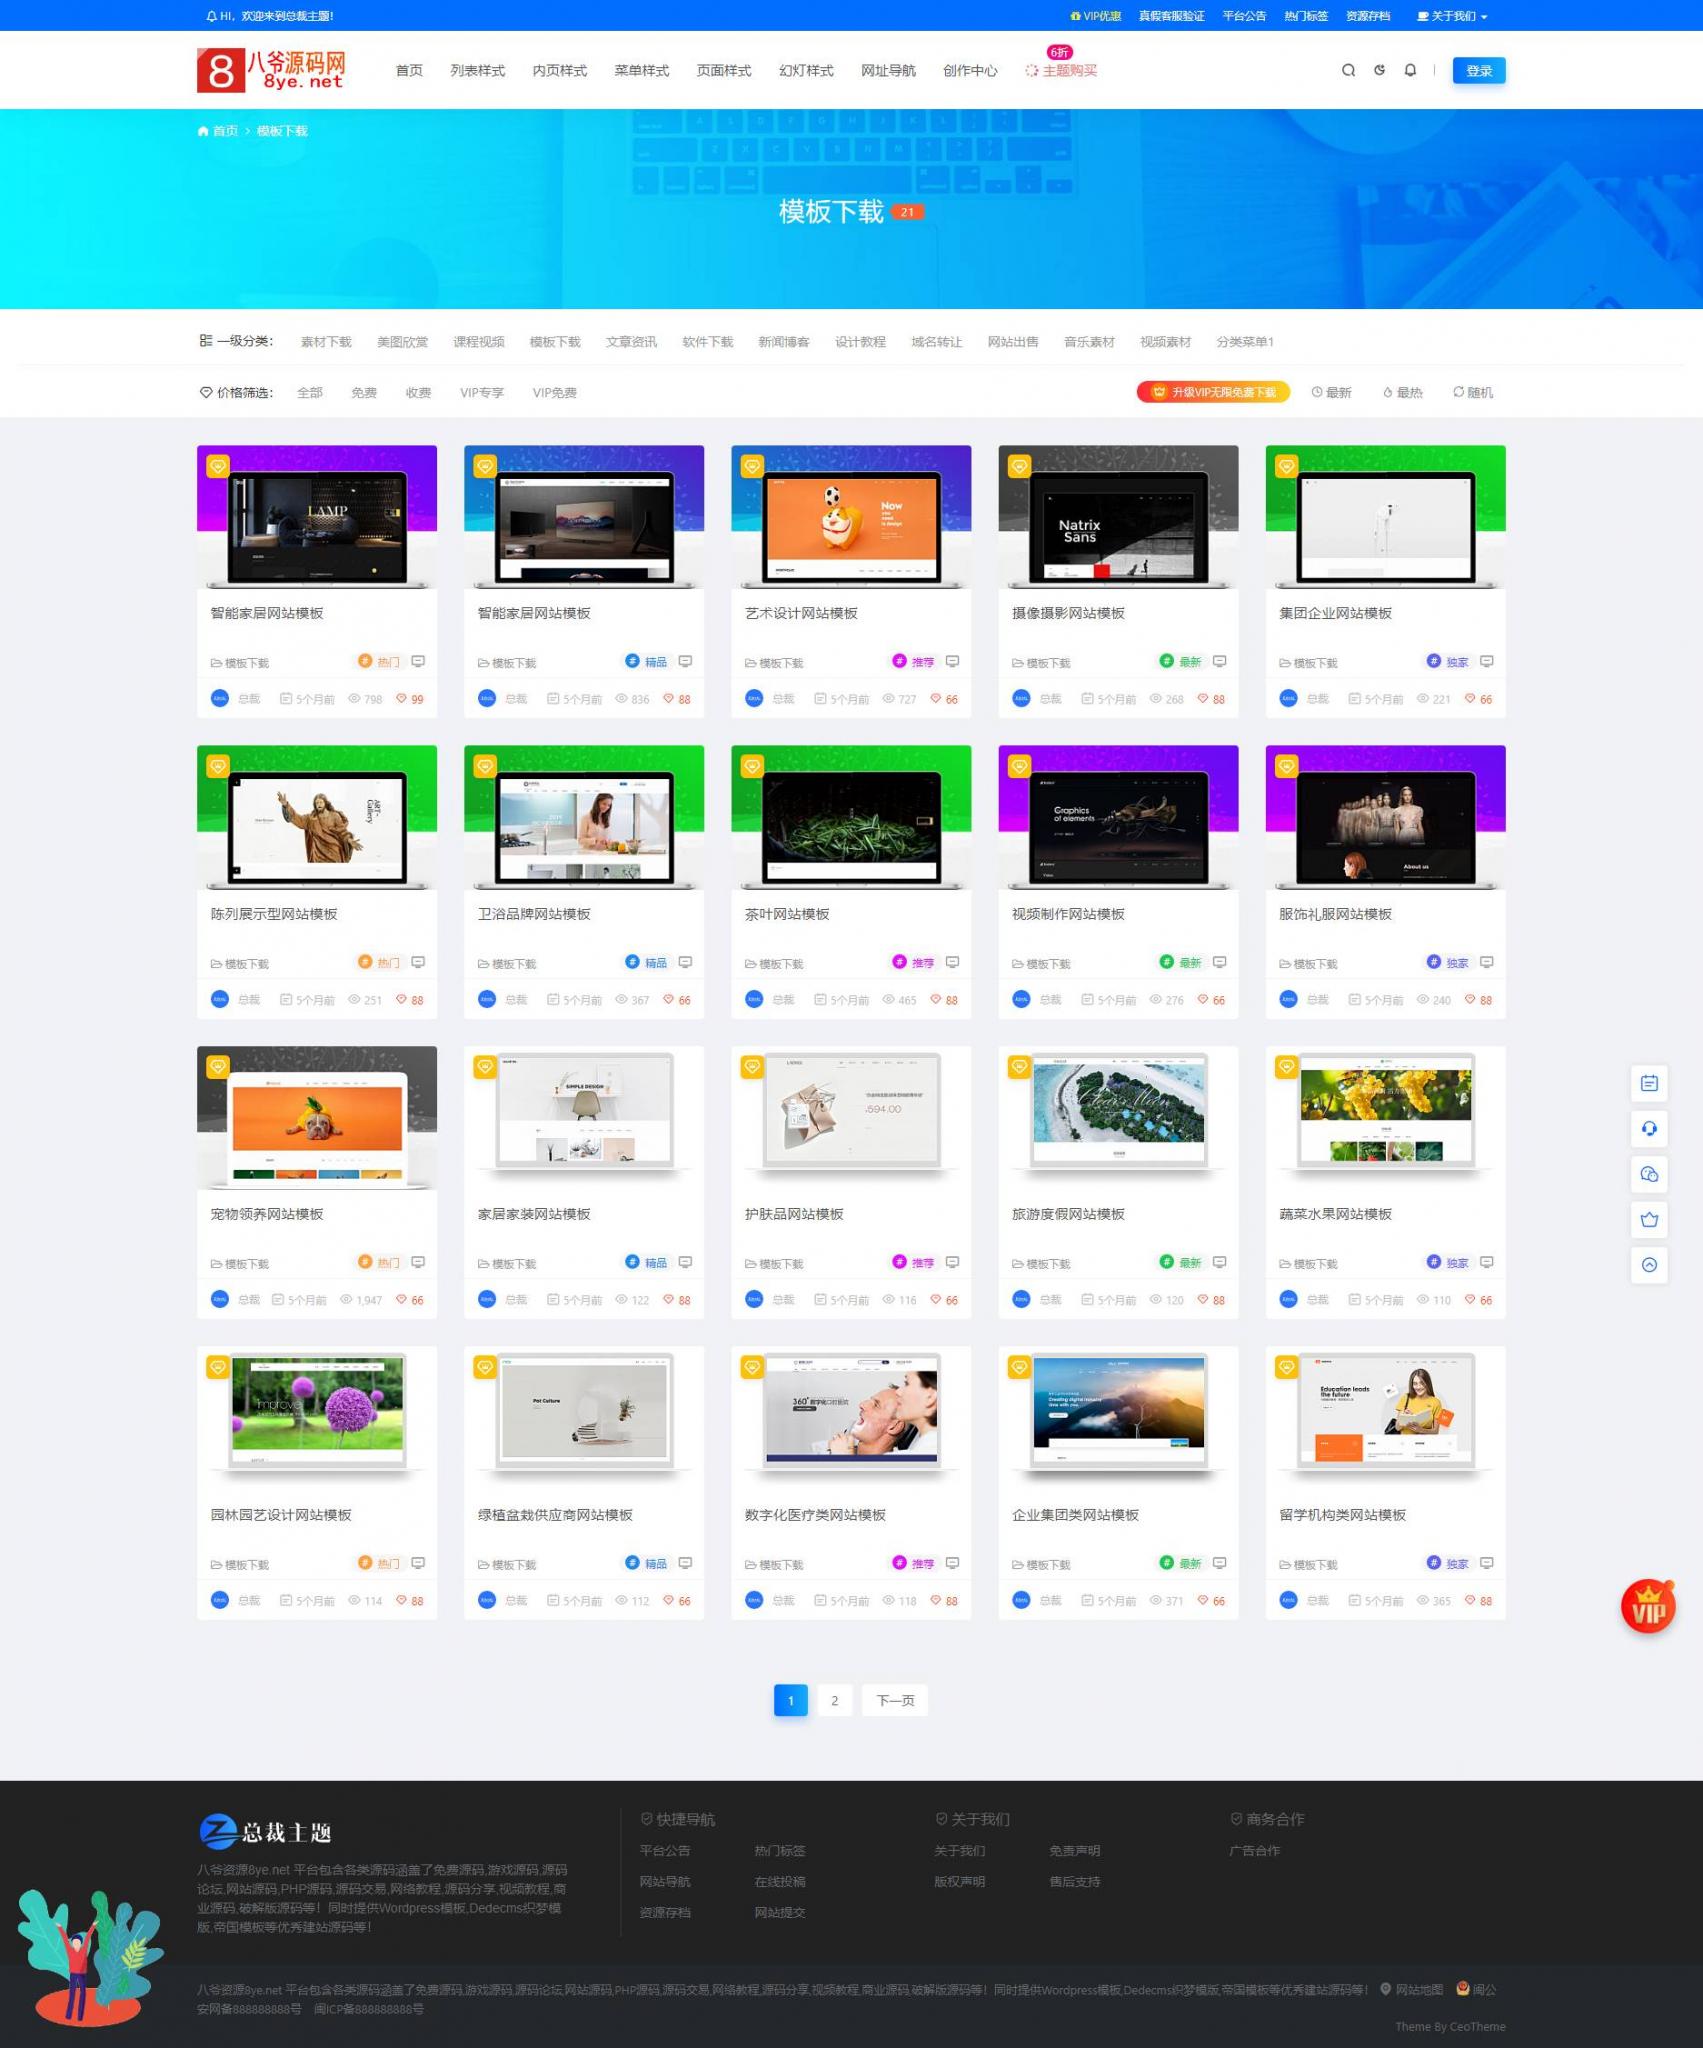 HI，欢迎来到总裁主题！
VIP优惠 真假客服验证 平台公告 热门标签 资源存档 关于我们
8 八爷源码网
8ye.net
6折
首页 列表样式 内页样式 菜单样式 页面样式 幻灯样式 网址导航 创作中心 主题购买
登录
首页 模板下载
模板下载 21
一级分类： 素材下载 美图欣赏 课程视频 模板下载 文章资讯 软件下载 新闻博客 设计教程 域名转让 网站出售 音乐素材 视频素材 分类菜单1
价格筛选： 全部 免费 收费 VIP专享 VIP免费 升级VIP无限免费下载 最新 最热 随机
LAMP
Now
Natrix
Sans
智能家居网站模板 智能家居网站模板 艺术设计网站模板 摄像摄影网站模板 集团企业网站模板
模板下载 # 热门 模板下载 # 精品 模板下载 # 推荐 模板下载 # 最新 模板下载 # 独家
总裁 5个月前 798 99 总裁 5个月前 836 88 总裁 5个月前 727 66 总裁 5个月前 268 88 总裁 5个月前 221 66
ART-
Gallery
Graphics
of elements
About us
陈列展示型网站模板 卫浴品牌网站模板 茶叶网站模板 视频制作网站模板 服饰礼服网站模板
模板下载 # 热门 模板下载 # 精品 模板下载 # 推荐 模板下载 # 最新 模板下载 # 独家
总裁 5个月前 251 88 总裁 5个月前 367 66 总裁 5个月前 465 88 总裁 5个月前 276 66 总裁 5个月前 240 88
SIMPLE DESIGN
594.00
宠物领养网站模板 家居家装网站模板 护肤品网站模板 旅游度假网站模板 蔬菜水果网站模板
模板下载 # 热门 模板下载 # 精品 模板下载 # 推荐 模板下载 # 最新 模板下载 # 独家
总裁 5个月前 1,947 66 总裁 5个月前 122 88 总裁 5个月前 116 66 总裁 5个月前 120 88 总裁 5个月前 110 66
improve
Pot Culture
360°数字化口腔医院
Creating digital industry
time with you
Education leads
the future
园林园艺设计网站模板 绿植盆栽供应商网站模板 数字化医疗类网站模板 企业集团类网站模板 留学机构类网站模板
模板下载 # 热门 模板下载 # 精品 模板下载 # 推荐 模板下载 # 最新 模板下载 # 独家
总裁 5个月前 114 88 总裁 5个月前 112 66 总裁 5个月前 118 88 总裁 5个月前 371 66 总裁 5个月前 365 88
VIP
1 2 下一页
总裁主题
八爷资源8ye.net 平台包含各类源码涵盖了免费源码,游戏源码,源码
论坛,网站源码,PHP源码,源码交易,网络教程,源码分享,视频教程,商
业源码,破解版源码等！同时提供Wordpress模板,Dedecms织梦模
版,帝国模板等优秀建站源码等！
快捷导航 关于我们 商务合作
平台公告 热门标签 关于我们 免责声明 广告合作
网站导航 在线投稿 版权声明 售后支持
资源存档 网站提交
八爷资源8ye.net 平台包含各类源码涵盖了免费源码,游戏源码,源码论坛,网站源码,PHP源码,源码交易,网络教程,源码分享,视频教程,商业源码,破解版源码等！同时提供Wordpress模板,Dedecms织梦模版,帝国模板等优秀建站源码等！ 网站地图 闽公
安网备888888888号 闽ICP备888888888号
Theme By CeoTheme